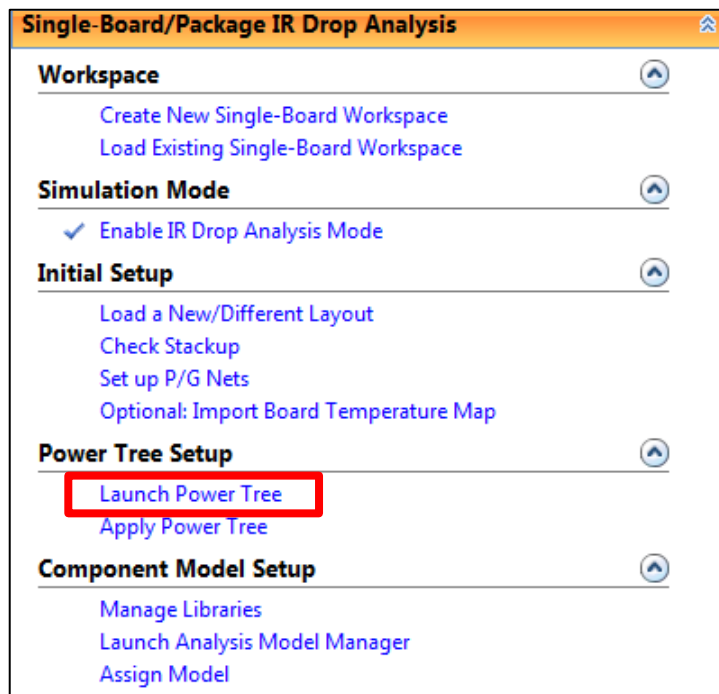 Single-Board/Package IR Drop Analysis
Workspace
Create New Single-Board Workspace
Load Existing Single-Board Workspace
Simulation Mode
Enable IR Drop Analysis Mode
Initial Setup
Load a New/Different Layout
Check Stackup
Set up P/G Nets
Optional: Import Board Temperature Map
Power Tree Setup
Launch Power Tree
Apply Power Tree
Component Model Setup
Manage Libraries
Launch Analysis Model Manager
Assign Model